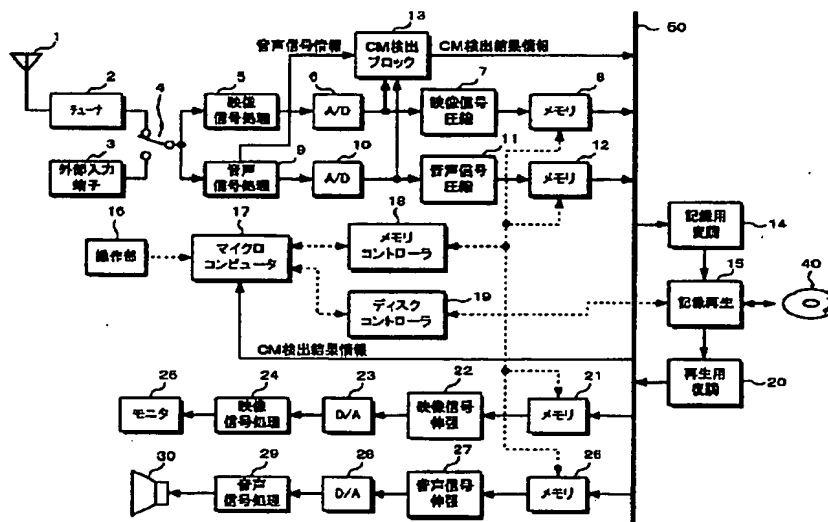 13
50
音声信号情報
CM検出
ブロック
CM検出結果情報
1
2
4
5
6
7
8
チューナ
映像
信号処理
A/D
映像信号
圧縮
メモリ
3
9
10
11
12
外部入力
端子
音声
信号処理
A/D
音声信号
圧縮
メモリ
16
17
18
14
操作部
マイクロ
コンピュータ
メモリ
コントローラ
記録用
変調
15
40
19
ディスク
コントローラ
記録再生
CM検出結果情報
20
再生用
復調
25
24
23
22
21
モニタ
映像
信号処理
D/A
映像信号
伸張
メモリ
30
29
28
27
26
音声
信号処理
D/A
音声信号
伸張
メモリ